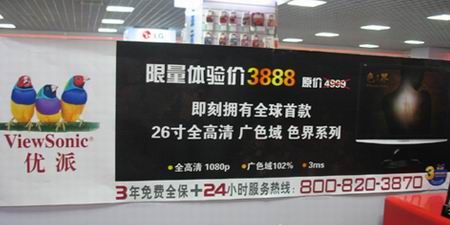 LG
限量体验价3888 原价4999
即刻拥有全球首款
26寸全高清 广色域 色界系列
●全高清 1080p ●广色域102% ●3ms
ViewSonic®
优派
3年免费全保+24小时服务热线: 800-820-3870
色界
3